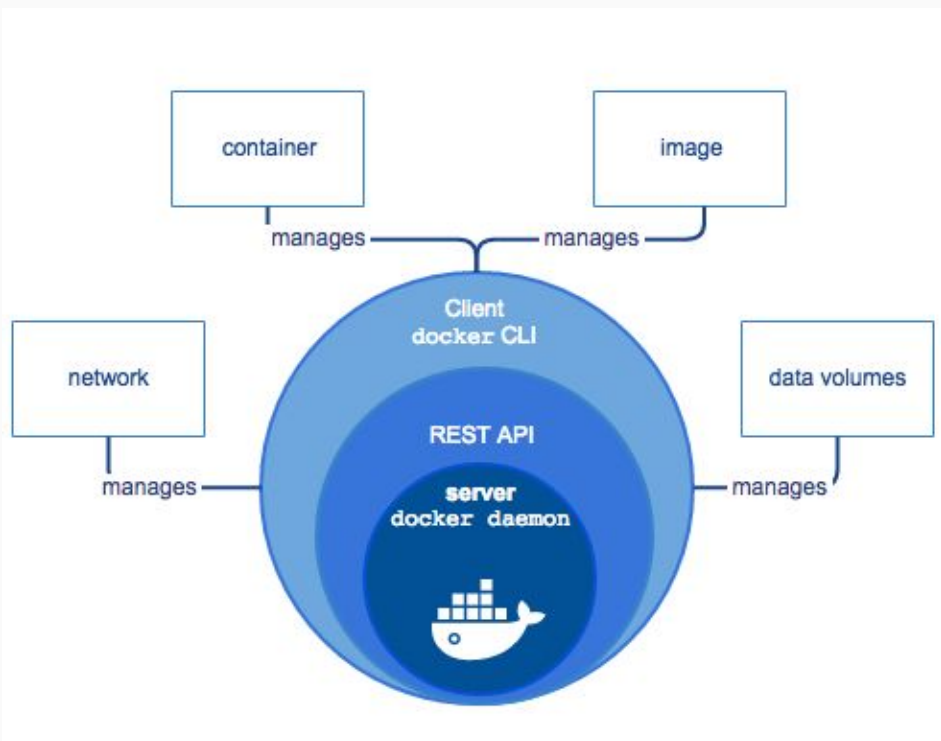 container
image
manages
manages
Client
docker CLI
network
data volumes
REST API
manages
manages
server
docker daemon